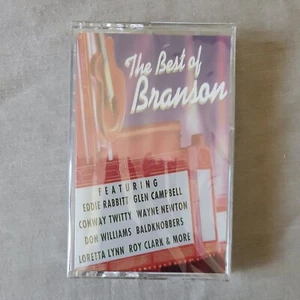 The Best of
Branson
FEATURING
EDDIE RABBITT GLEN CAMPBELL
CONWAY TWITTY WAYNE NEWTON
DON WILLIAMS BALDKNOBBERS
LORETTA LYNN ROY CLARK & MORE